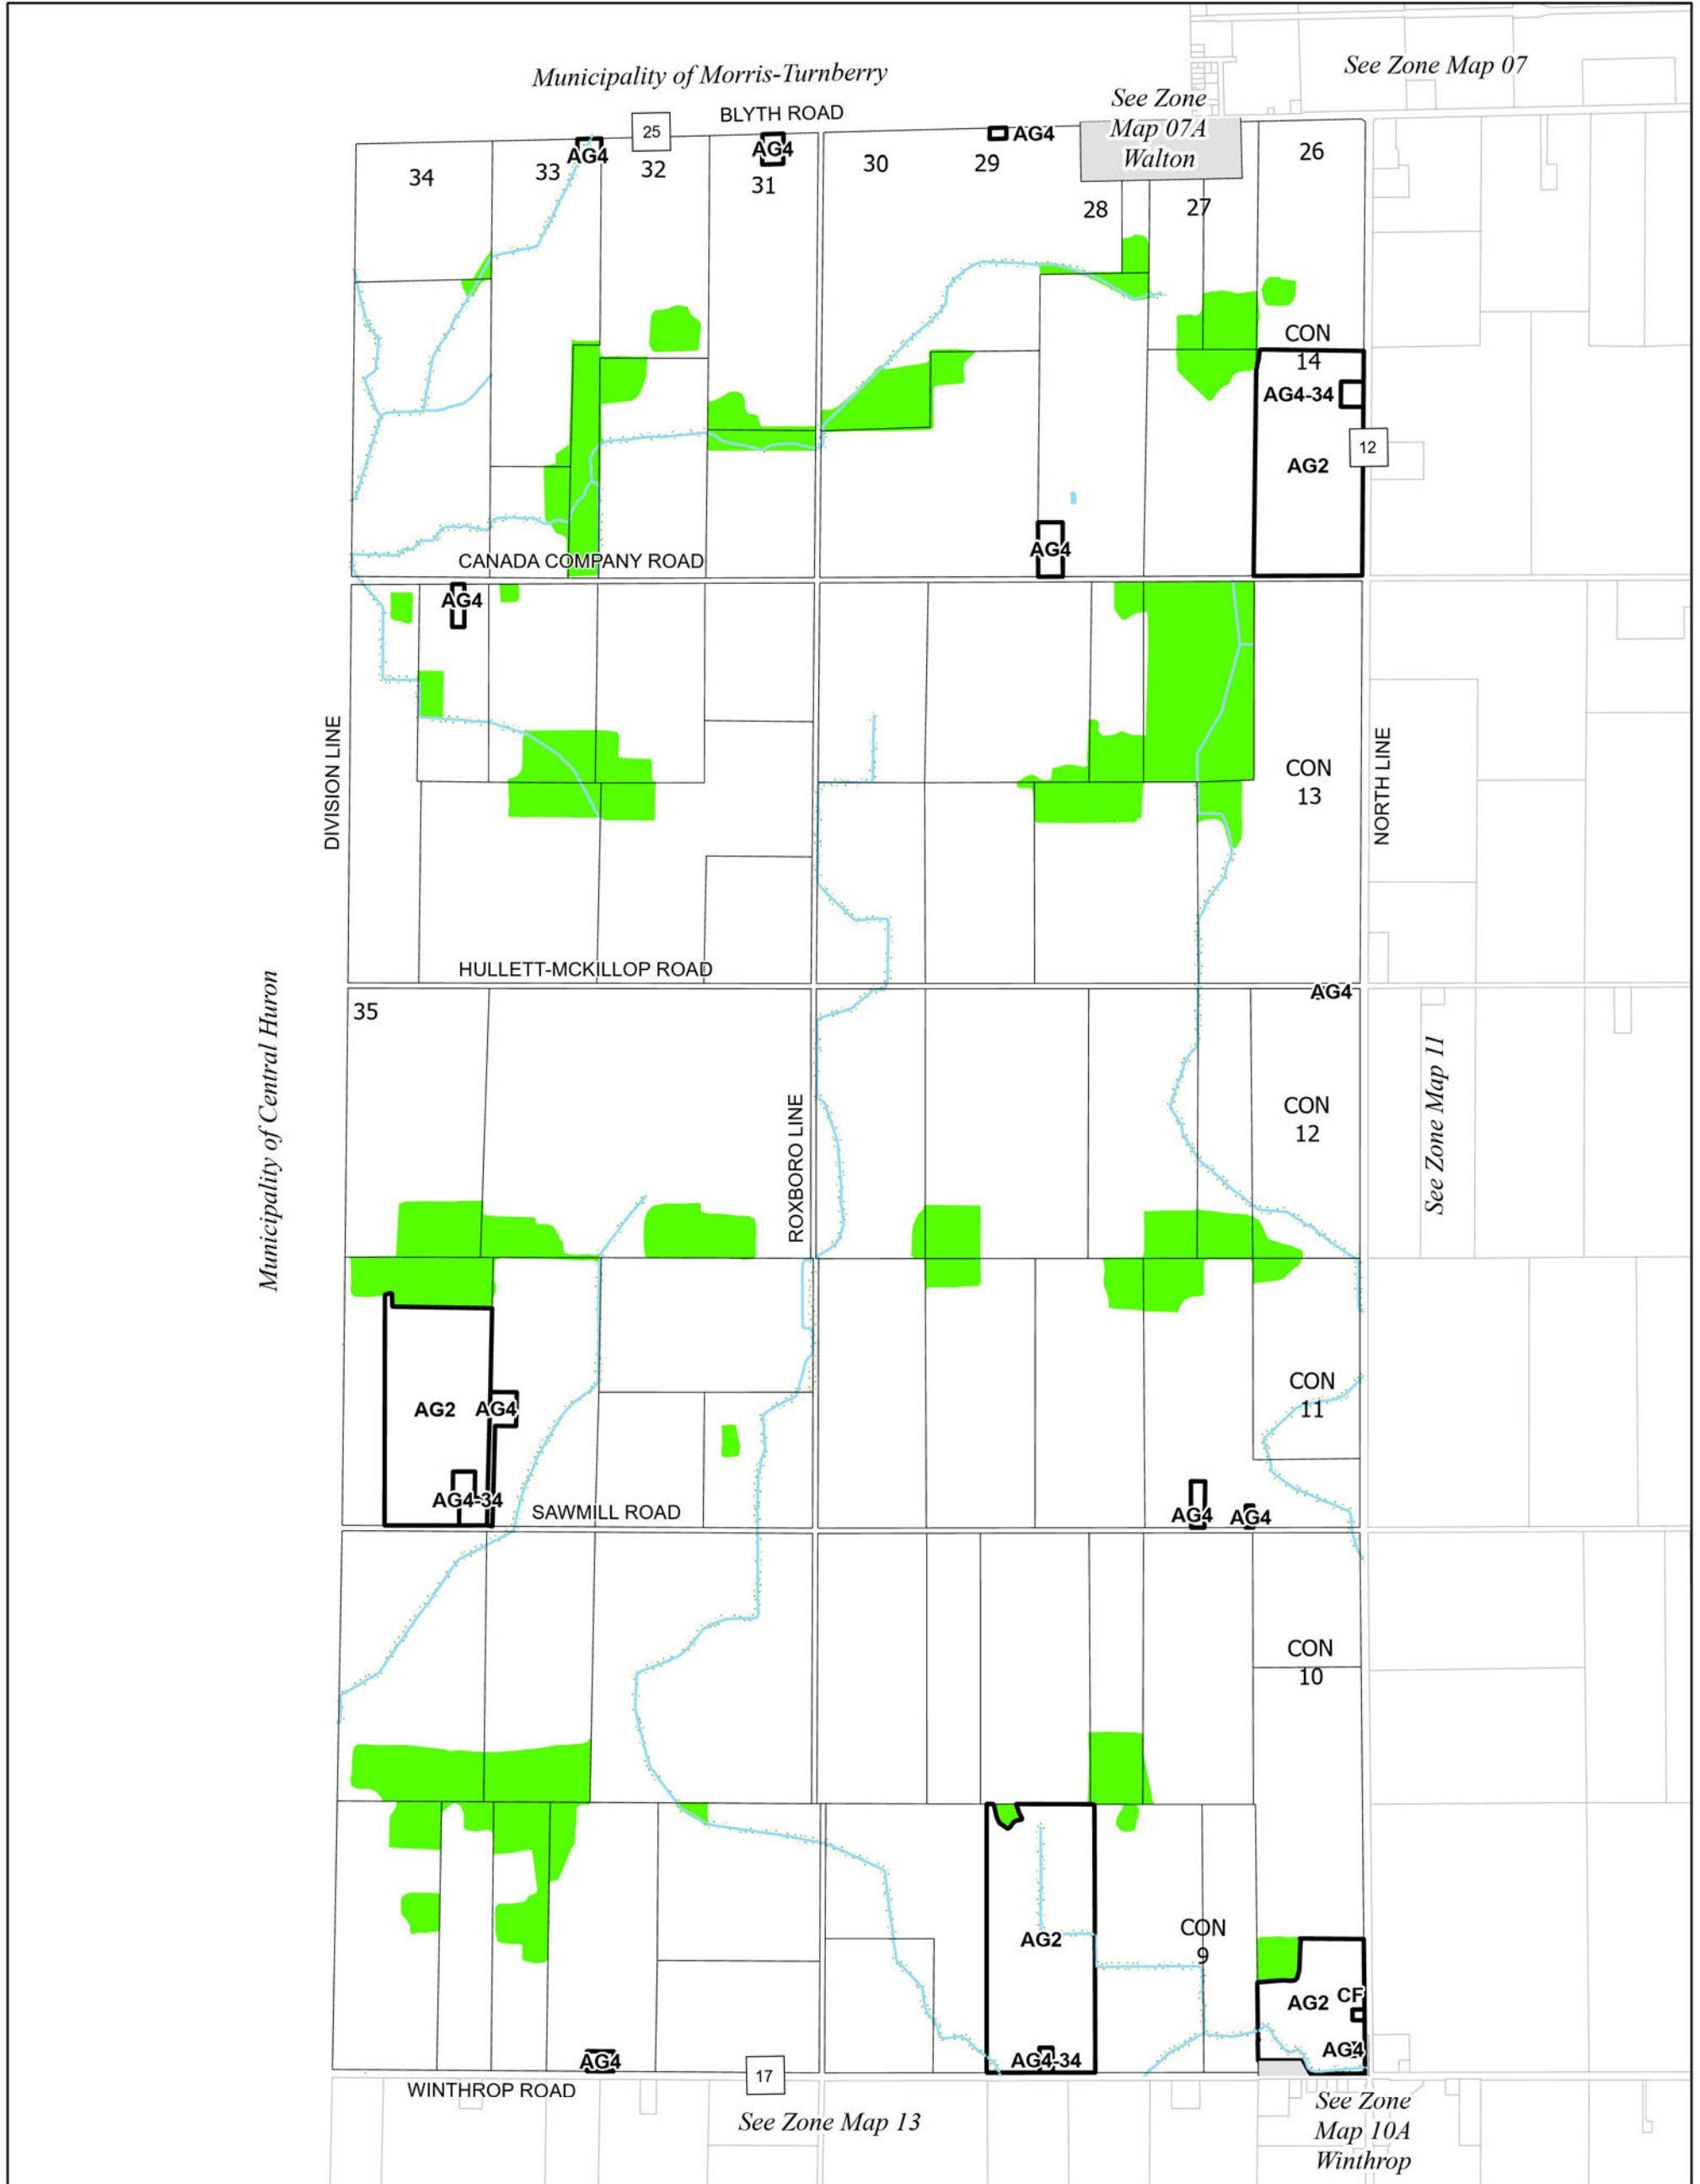 See Zone Map 07
Municipality of Morris-Turnberry
See Zone
Map 07A
Walton
BLYTH ROAD
25
AG4
AG4
AG4
34
33
32
31
30
29
28
27
26
CON
14
AG4-34
12
AG2
AG4
CANADA COMPANY ROAD
AG4
DIVISION LINE
NORTH LINE
CON
13
HULLETT-MCKILLOP ROAD
AG4
35
Municipality of Central Huron
See Zone Map 11
ROXBORO LINE
CON
12
CON
11
AG2
AG4
AG4-34
SAWMILL ROAD
AG4
AG4
CON
10
CON
9
AG2
AG2
CF
AG4
AG4-34
AG4
17
WINTHROP ROAD
See Zone Map 13
See Zone
Map 10A
Winthrop